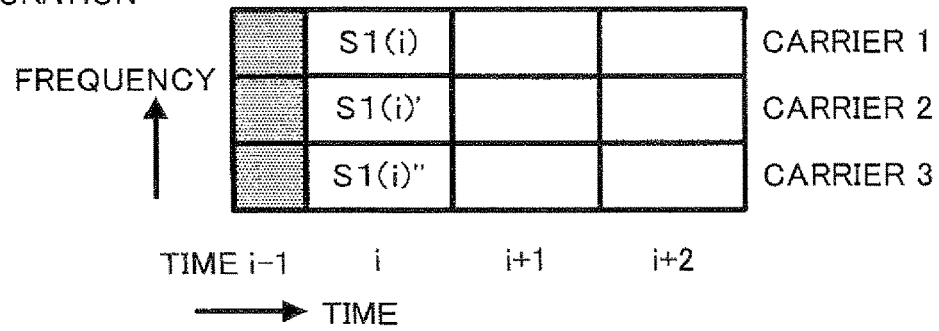 S1(i) CARRIER 1
FREQUENCY S1(i)' CARRIER 2
S1(i)" CARRIER 3
TIME i-1 i i+1 i+2
TIME